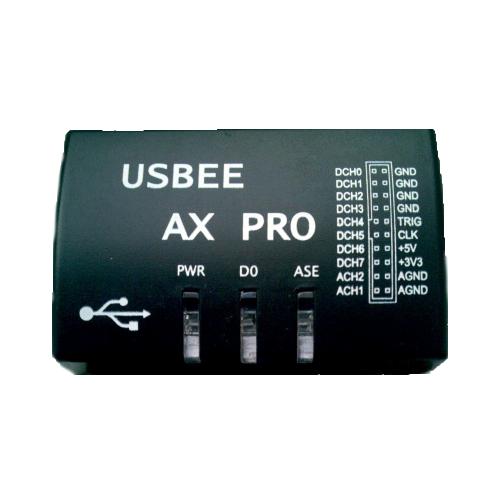 USBEE
AX PRO
PWR D0 ASE
DCH0 GND
DCH1 GND
DCH2 GND
DCH3 GND
DCH4 TRIG
DCH5 CLK
DCH6 +5V
DCH7 +3V3
ACH2 AGND
ACH1 AGND